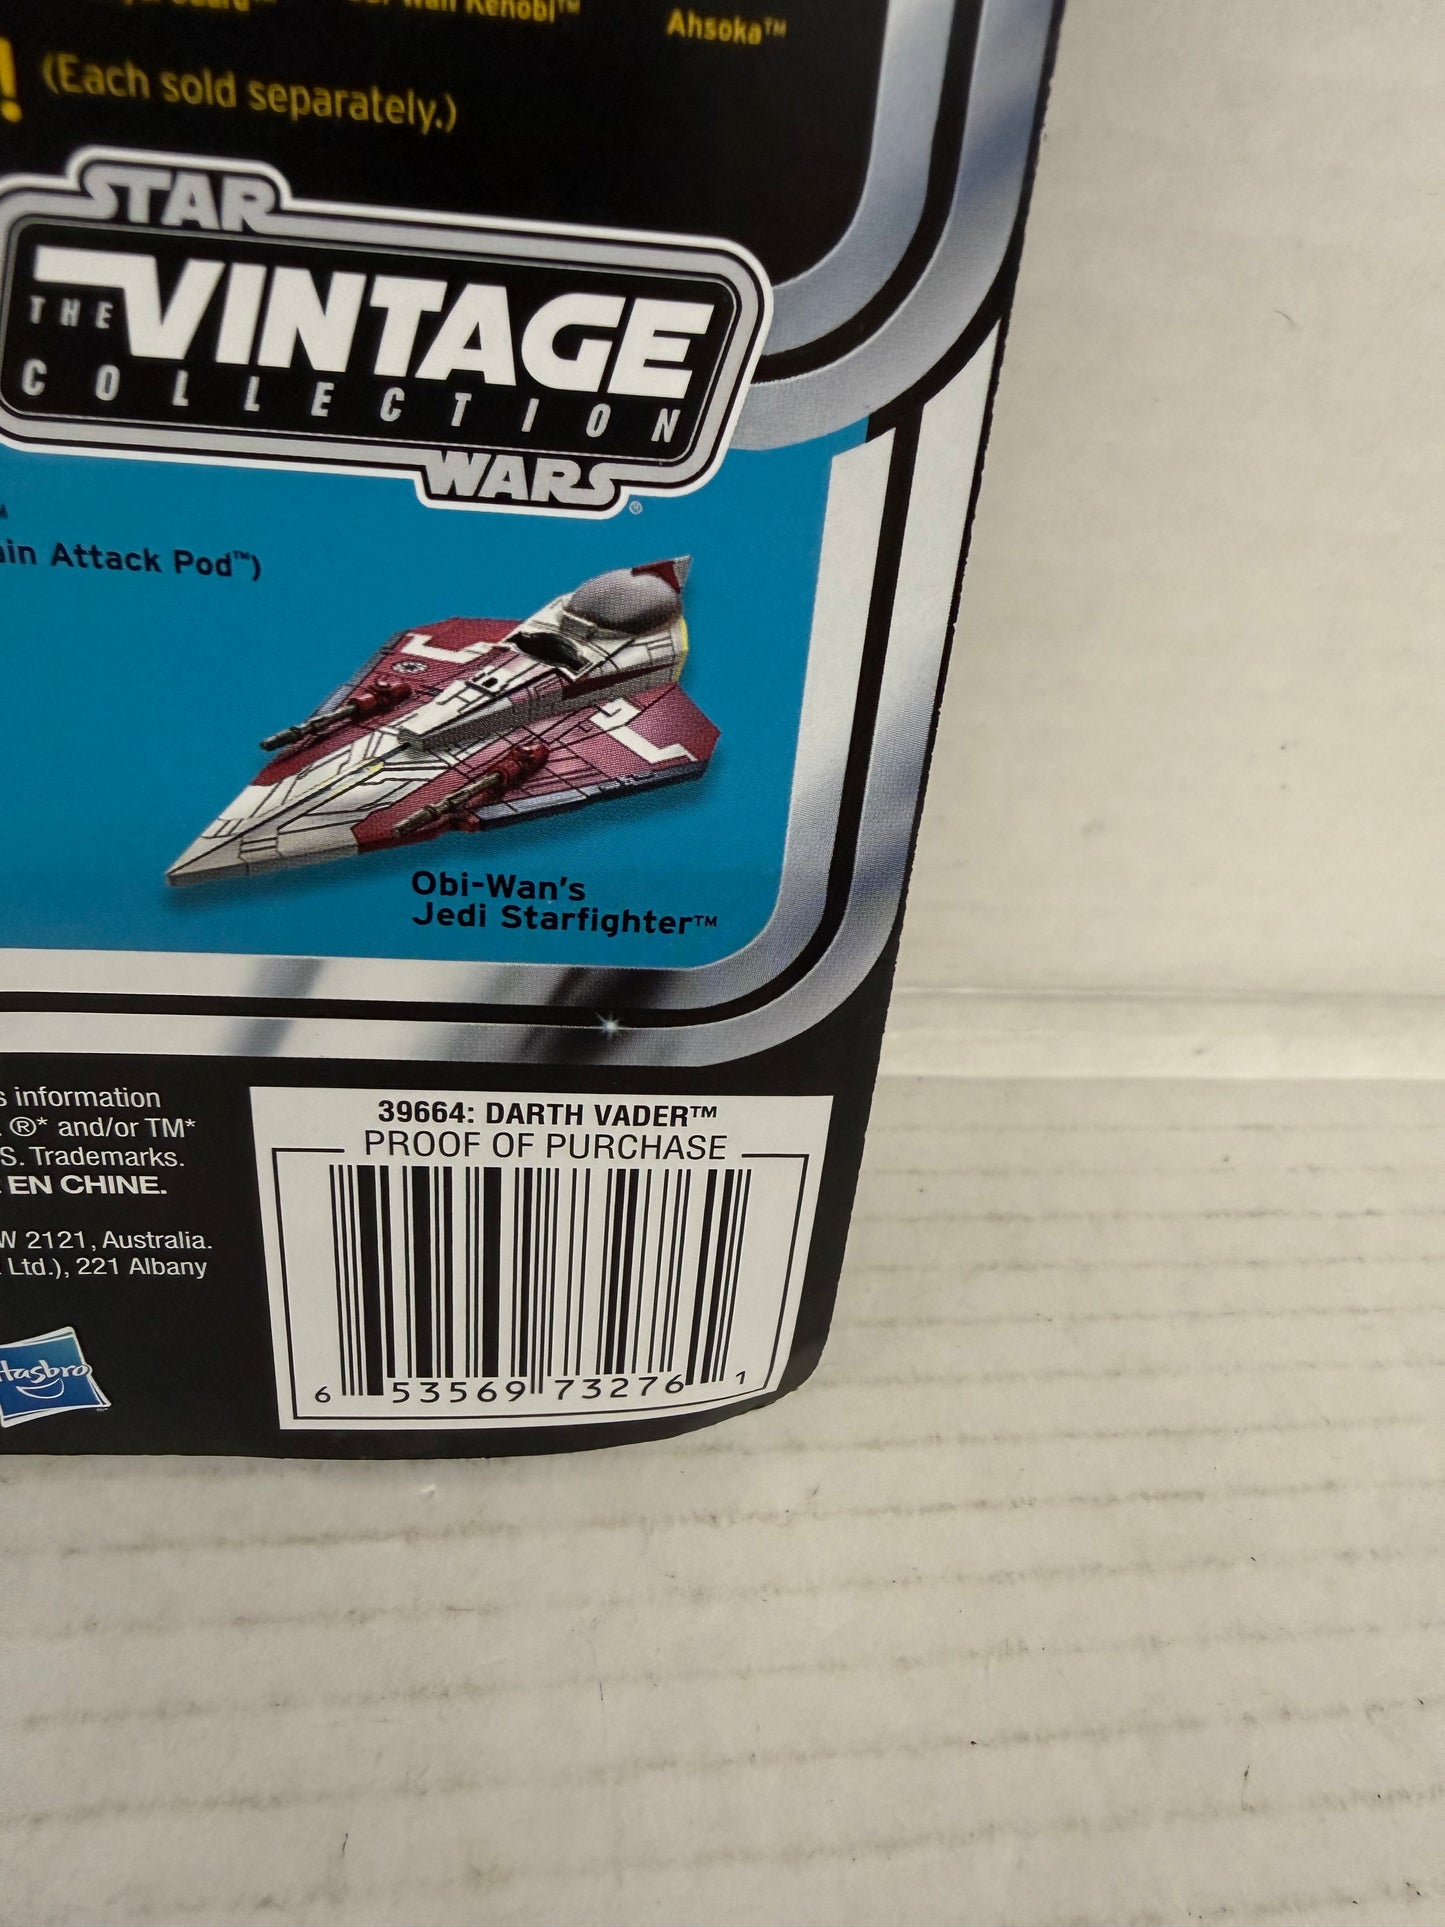 Kenobi™
Ahsoka™
! (Each sold separately.)
STAR
THE VINTAGE
COLLECTION
WARS®
Attack Pod™)
Obi-Wan's
Jedi Starfighter™
information
®* and/or TM*
Trademarks.
EN CHINE.
2121, Australia.
Ltd.), 221 Albany
Hasbro
39664: DARTH VADER™
PROOF OF PURCHASE
6 53569 73276 1